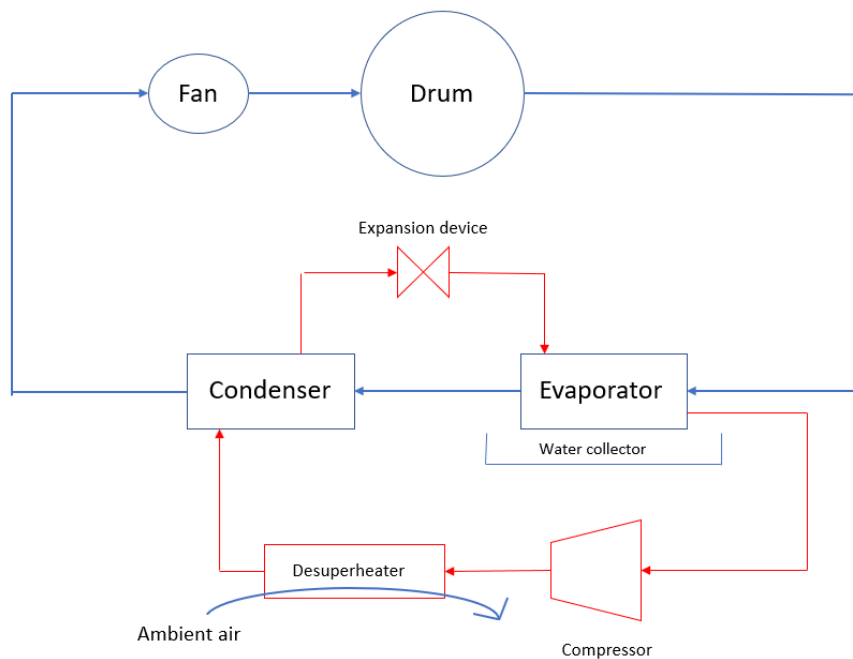 Fan
Drum
Expansion device
Condenser
Evaporator
Water collector
Desuperheater
Ambient air
Compressor